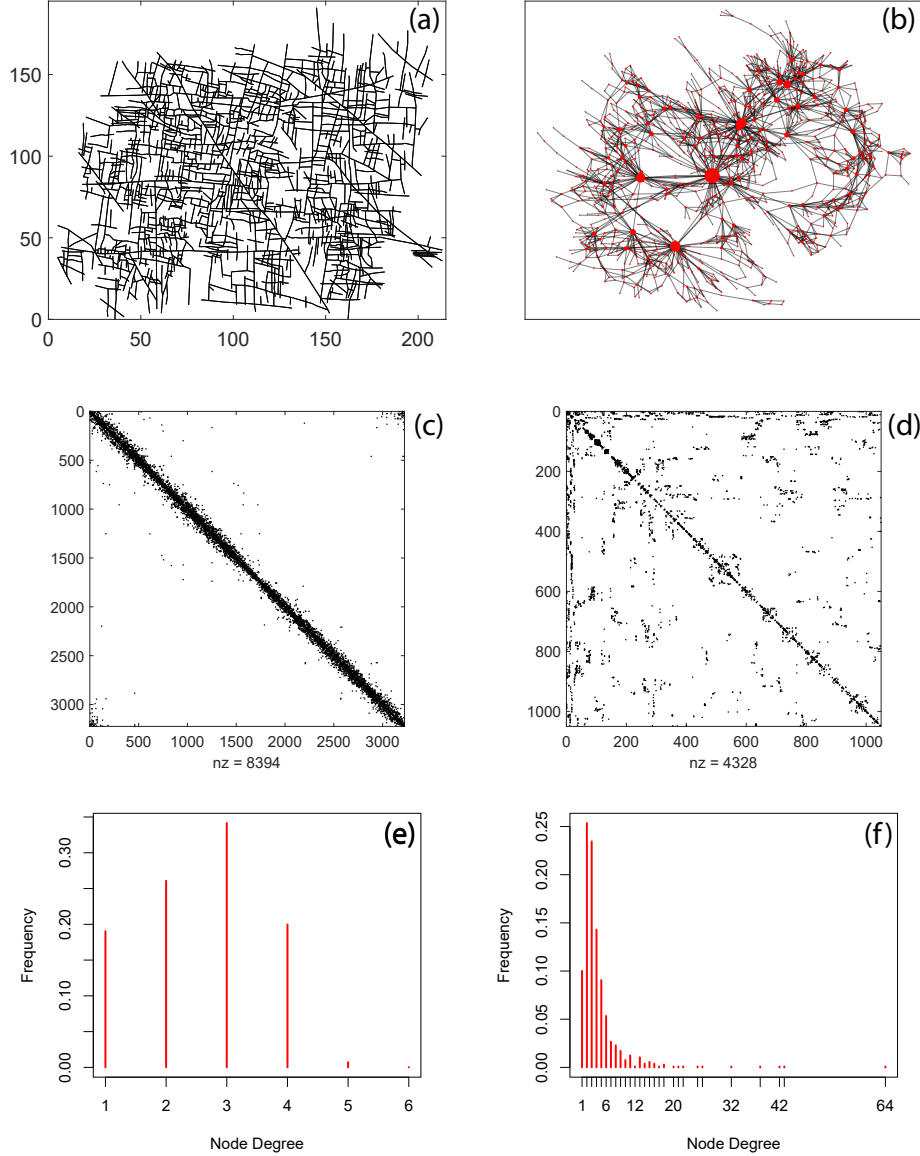 (a)
(b)
150
100
50
0
50 100 150 200
(c)
(d)
0
500
1000
1500
2000
2500
3000
0 500 1000 1500 2000 2500 3000
nz = 8394
0
200
400
600
800
1000
0 200 400 600 800 1000
nz = 4328
(e)
(f)
Frequency
0.30
0.20
0.10
0.00
1 2 3 4 5 6
Node Degree
Frequency
0.25
0.20
0.15
0.10
0.05
0.00
1 6 12 20 32 42 64
Node Degree